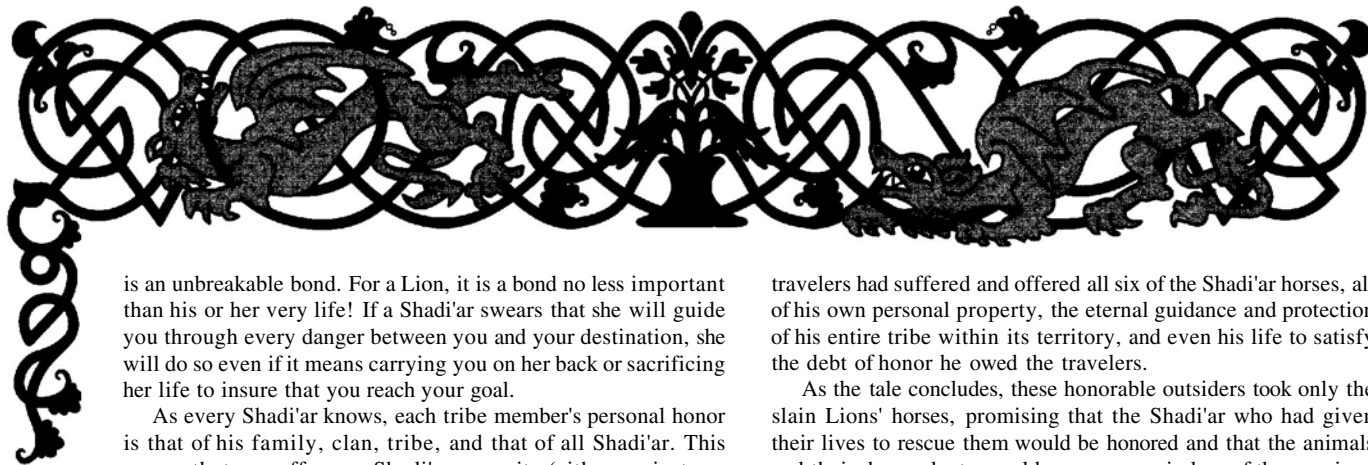 is an unbreakable bond. For a Lion, it is a bond no less important
than his or her very life! If a Shadi'ar swears that she will guide
you through every danger between you and your destination, she
will do so even if it means carrying you on her back or sacrificing
her life to insure that you reach your goal.
As every Shadi'ar knows, each tribe member's personal honor
is that of his family, clan, tribe, and that of all Shadi'ar. This
travelers had suffered and offered all six of the Shadi'ar horses, all
of his own personal property, the eternal guidance and protection
of his entire tribe within its territory, and even his life to satisfy
the debt of honor he owed the travelers.
As the tale concludes, these honorable outsiders took only the
slain Lions' horses, promising that the Shadi'ar who had given
their lives to rescue them would be honored and that the animals